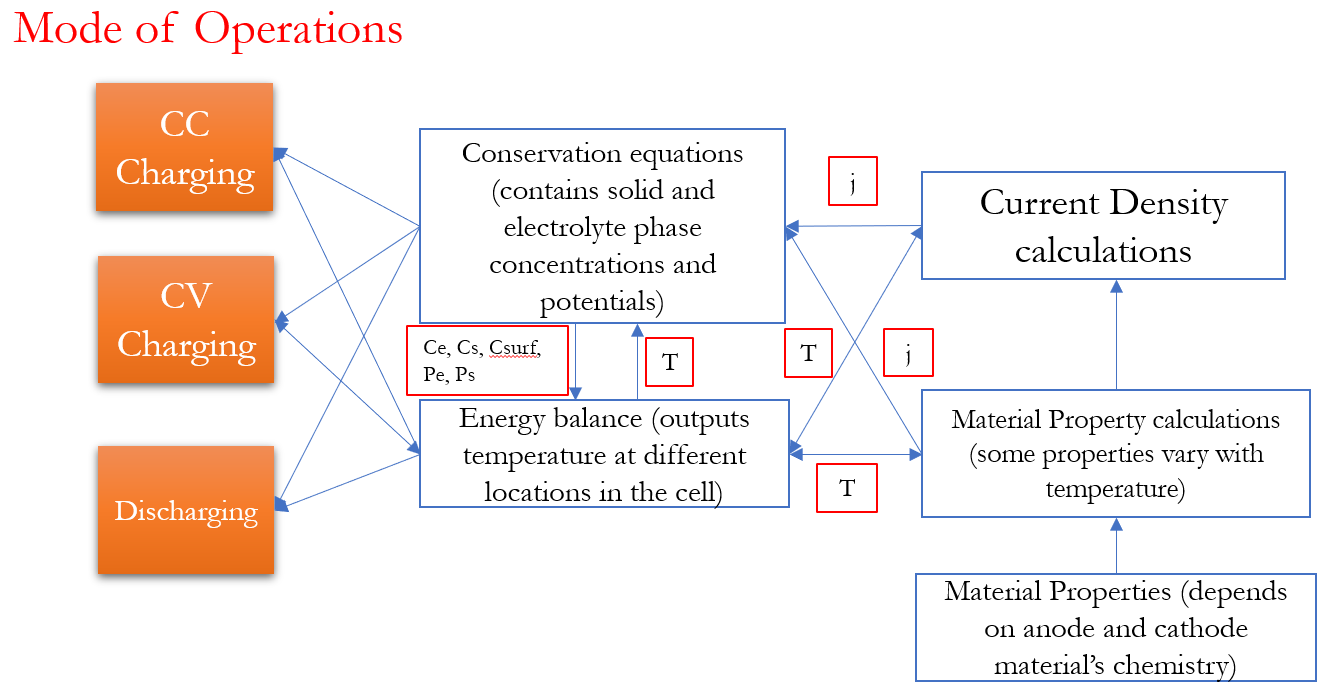 Mode of Operations
CC
Charging
CV
Charging
Discharging
Conservation equations
(contains solid and
electrolyte phase
concentrations and
potentials)
Ce, Cs, Csurf,
Pe, Ps
T
Energy balance (outputs
temperature at different
locations in the cell)
j
T
j
T
Current Density
calculations
Material Property calculations
(some properties vary with
temperature)
Material Properties (depends
on anode and cathode
material’s chemistry)